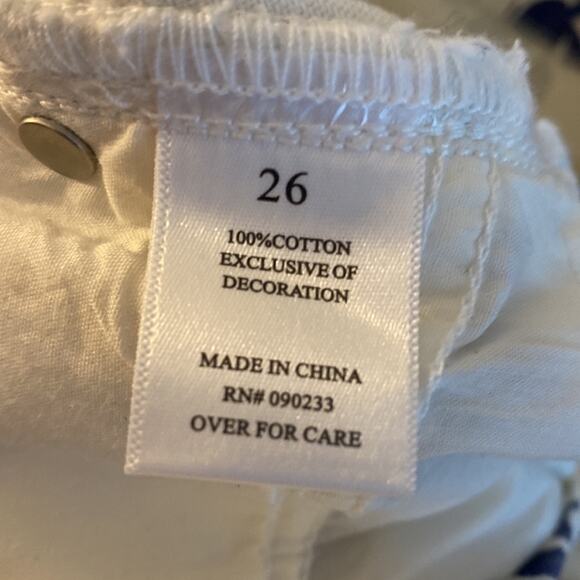 26
100%COTTON
EXCLUSIVE OF
DECORATION
MADE IN CHINA
RN# 090233
OVER FOR CARE